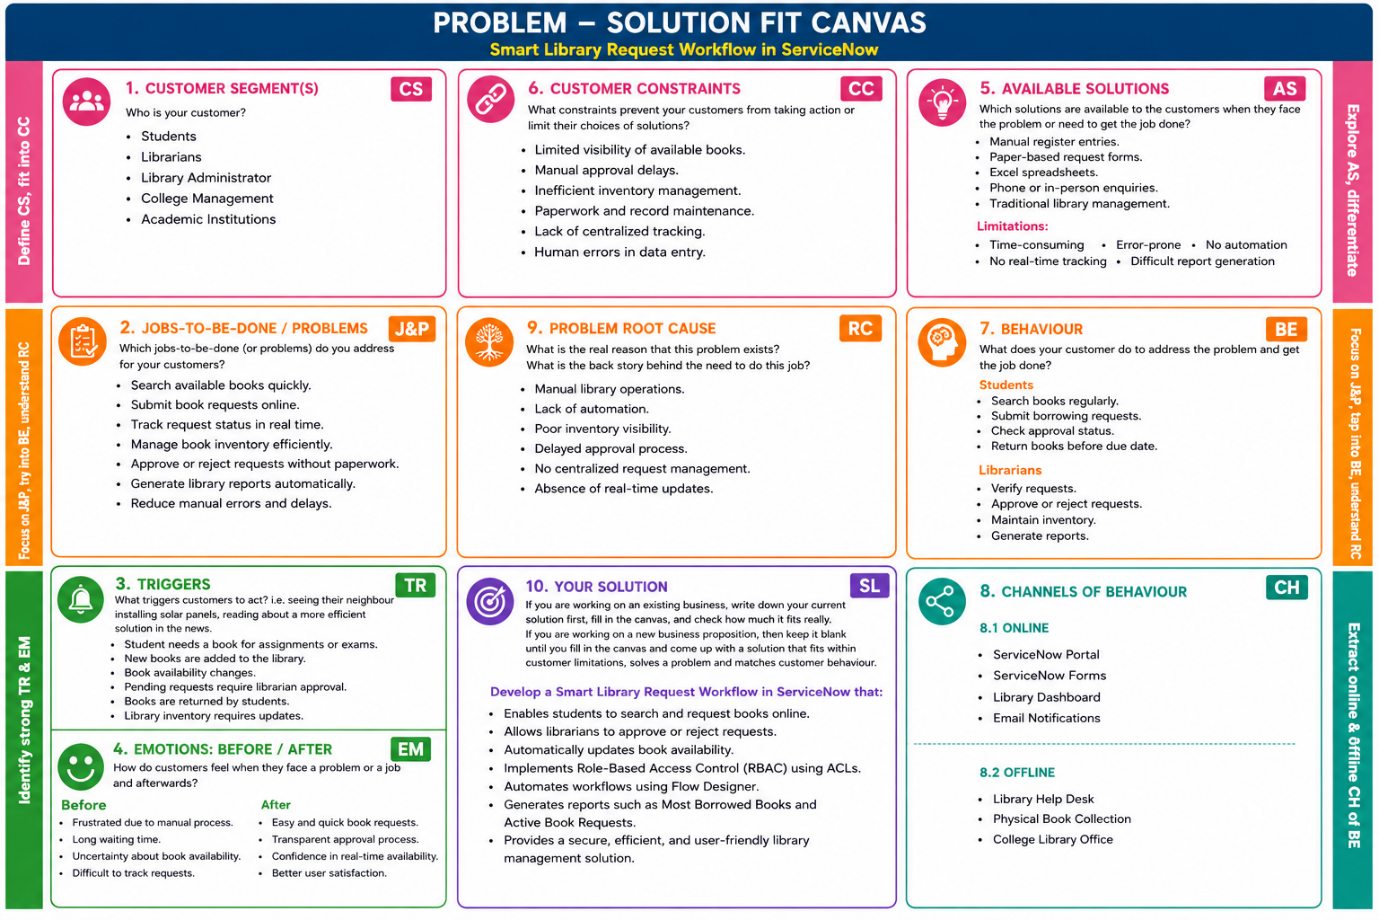 PROBLEM – SOLUTION FIT CANVAS
Smart Library Request Workflow in ServiceNow
Define CS, fit into CC
1. CUSTOMER SEGMENT(S)
CS
Who is your customer?
• Students
• Librarians
• Library Administrator
• College Management
• Academic Institutions
6. CUSTOMER CONSTRAINTS
CC
What constraints prevent your customers from taking action or
limit their choices of solutions?
• Limited visibility of available books.
• Manual approval delays.
• Inefficient inventory management.
• Paperwork and record maintenance.
• Lack of centralized tracking.
• Human errors in data entry.
5. AVAILABLE SOLUTIONS
AS
Which solutions are available to the customers when they face
the problem or need to get the job done?
• Manual register entries.
• Paper-based request forms.
• Excel spreadsheets.
• Phone or in-person enquiries.
• Traditional library management.
Limitations:
• Time-consuming • Error-prone • No automation
• No real-time tracking • Difficult report generation
Explore AS, differentiate
Focus on J&P, try into BE, understand RC
2. JOBS-TO-BE-DONE / PROBLEMS
J&P
Which jobs-to-be-done (or problems) do you address
for your customers?
• Search available books quickly.
• Submit book requests online.
• Track request status in real time.
• Manage book inventory efficiently.
• Approve or reject requests without paperwork.
• Generate library reports automatically.
• Reduce manual errors and delays.
9. PROBLEM ROOT CAUSE
RC
What is the real reason that this problem exists?
What is the back story behind the need to do this job?
• Manual library operations.
• Lack of automation.
• Poor inventory visibility.
• Delayed approval process.
• No centralized request management.
• Absence of real-time updates.
7. BEHAVIOUR
BE
What does your customer do to address the problem and get
the job done?
Students
• Search books regularly.
• Submit borrowing requests.
• Check approval status.
• Return books before due date.
Librarians
• Verify requests.
• Approve or reject requests.
• Maintain inventory.
• Generate reports.
Focus on J&P, tap into BE, understand RC
Identify strong TR & EM
3. TRIGGERS
TR
What triggers customers to act? i.e. seeing their neighbour
installing solar panels, reading about a more efficient
solution in the news.
• Student needs a book for assignments or exams.
• New books are added to the library.
• Book availability changes.
• Pending requests require librarian approval.
• Books are returned by students.
• Library inventory requires updates.
4. EMOTIONS: BEFORE / AFTER
EM
How do customers feel when they face a problem or a job
and afterwards?
Before
• Frustrated due to manual process.
• Long waiting time.
• Uncertainty about book availability.
• Difficult to track requests.
After
• Easy and quick book requests.
• Transparent approval process.
• Confidence in real-time availability.
• Better user satisfaction.
10. YOUR SOLUTION
SL
If you are working on an existing business, write down your current
solution first, fill in the canvas, and check how much it fits really.
If you are working on a new business proposition, then keep it blank
until you fill in the canvas and come up with a solution that fits within
customer limitations, solves a problem and matches customer behaviour.
Develop a Smart Library Request Workflow in ServiceNow that:
• Enables students to search and request books online.
• Allows librarians to approve or reject requests.
• Automatically updates book availability.
• Implements Role-Based Access Control (RBAC) using ACLs.
• Automates workflows using Flow Designer.
• Generates reports such as Most Borrowed Books and
Active Book Requests.
• Provides a secure, efficient, and user-friendly library
management solution.
8. CHANNELS OF BEHAVIOUR
CH
8.1 ONLINE
• ServiceNow Portal
• ServiceNow Forms
• Library Dashboard
• Email Notifications
8.2 OFFLINE
• Library Help Desk
• Physical Book Collection
• College Library Office
Extract online & offline CH of BE